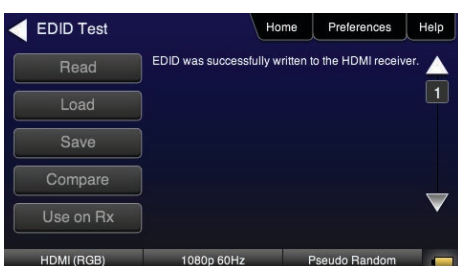 EDID Test
Home
Preferences
Help
Read
EDID was successfully written to the HDMI receiver.
1
Load
Save
Compare
Use on Rx
HDMI (RGB)
1080p 60Hz
Pseudo Random